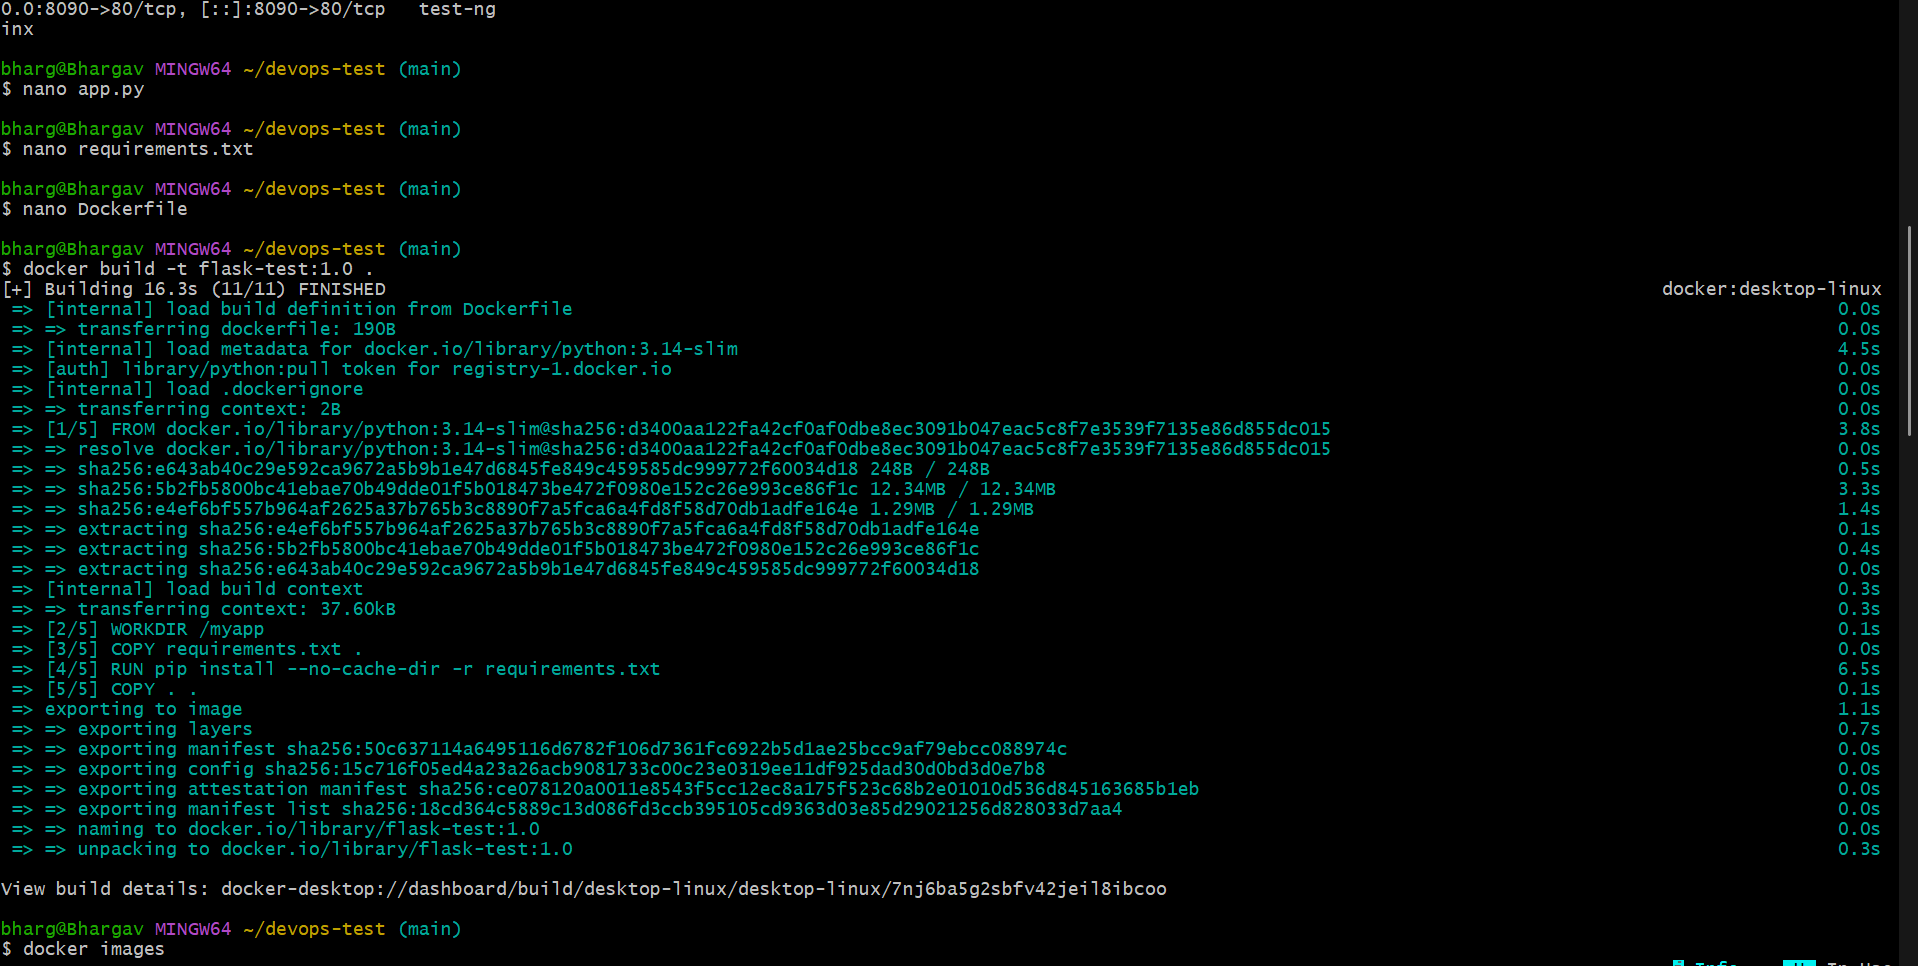 0.0:8090->80/tcp, [::]:8090->80/tcp   test-ng
inx
bharg@Bhargav MINGW64 ~/devops-test (main)
$ nano app.py
bharg@Bhargav MINGW64 ~/devops-test (main)
$ nano requirements.txt
bharg@Bhargav MINGW64 ~/devops-test (main)
$ nano Dockerfile
bharg@Bhargav MINGW64 ~/devops-test (main)
$ docker build -t flask-test:1.0 .
[+] Building 16.3s (11/11) FINISHED docker:desktop-linux
=> [internal] load build definition from Dockerfile 0.0s
=> => transferring dockerfile: 190B 0.0s
=> [internal] load metadata for docker.io/library/python:3.14-slim 4.5s
=> [auth] library/python:pull token for registry-1.docker.io 0.0s
=> [internal] load .dockerignore 0.0s
=> => transferring context: 2B 0.0s
=> [1/5] FROM docker.io/library/python:3.14-slim@sha256:d3400aa122fa42cf0af0dbe8ec3091b047eac5c8f7e3539f7135e86d855dc015 3.8s
=> => resolve docker.io/library/python:3.14-slim@sha256:d3400aa122fa42cf0af0dbe8ec3091b047eac5c8f7e3539f7135e86d855dc015 0.0s
=> => sha256:e643ab40c29e592ca9672a5b9b1e47d6845fe849c459585dc999772f60034d18 248B / 248B 0.5s
=> => sha256:5b2fb5800bc41ebae70b49dde01f5b018473be472f0980e152c26e993ce86f1c 12.34MB / 12.34MB 3.3s
=> => sha256:e4ef6bf557b964af2625a37b765b3c8890f7a5fca6a4fd8f58d70db1adfe164e 1.29MB / 1.29MB 1.4s
=> => extracting sha256:e4ef6bf557b964af2625a37b765b3c8890f7a5fca6a4fd8f58d70db1adfe164e 0.1s
=> => extracting sha256:5b2fb5800bc41ebae70b49dde01f5b018473be472f0980e152c26e993ce86f1c 0.4s
=> => extracting sha256:e643ab40c29e592ca9672a5b9b1e47d6845fe849c459585dc999772f60034d18 0.0s
=> [internal] load build context 0.3s
=> => transferring context: 37.60kB 0.3s
=> [2/5] WORKDIR /myapp 0.1s
=> [3/5] COPY requirements.txt . 0.0s
=> [4/5] RUN pip install --no-cache-dir -r requirements.txt 6.5s
=> [5/5] COPY . . 0.1s
=> exporting to image 1.1s
=> => exporting layers 0.7s
=> => exporting manifest sha256:50c637114a6495116d6782f106d7361fc6922b5d1ae25bcc9af79ebcc088974c 0.0s
=> => exporting config sha256:15c716f05ed4a23a26acb9081733c00c23e0319ee11df925dad30d0bd3d0e7b8 0.0s
=> => exporting attestation manifest sha256:ce078120a0011e8543f5cc12ec8a175f523c68b2e01010d536d845163685b1eb 0.0s
=> => exporting manifest list sha256:18cd364c5889c13d086fd3ccb395105cd9363d03e85d29021256d828033d7aa4 0.0s
=> => naming to docker.io/library/flask-test:1.0 0.0s
=> => unpacking to docker.io/library/flask-test:1.0 0.3s
View build details: docker-desktop://dashboard/build/desktop-linux/desktop-linux/7nj6ba5g2sbfv42jeil8ibcoo
bharg@Bhargav MINGW64 ~/devops-test (main)
$ docker images